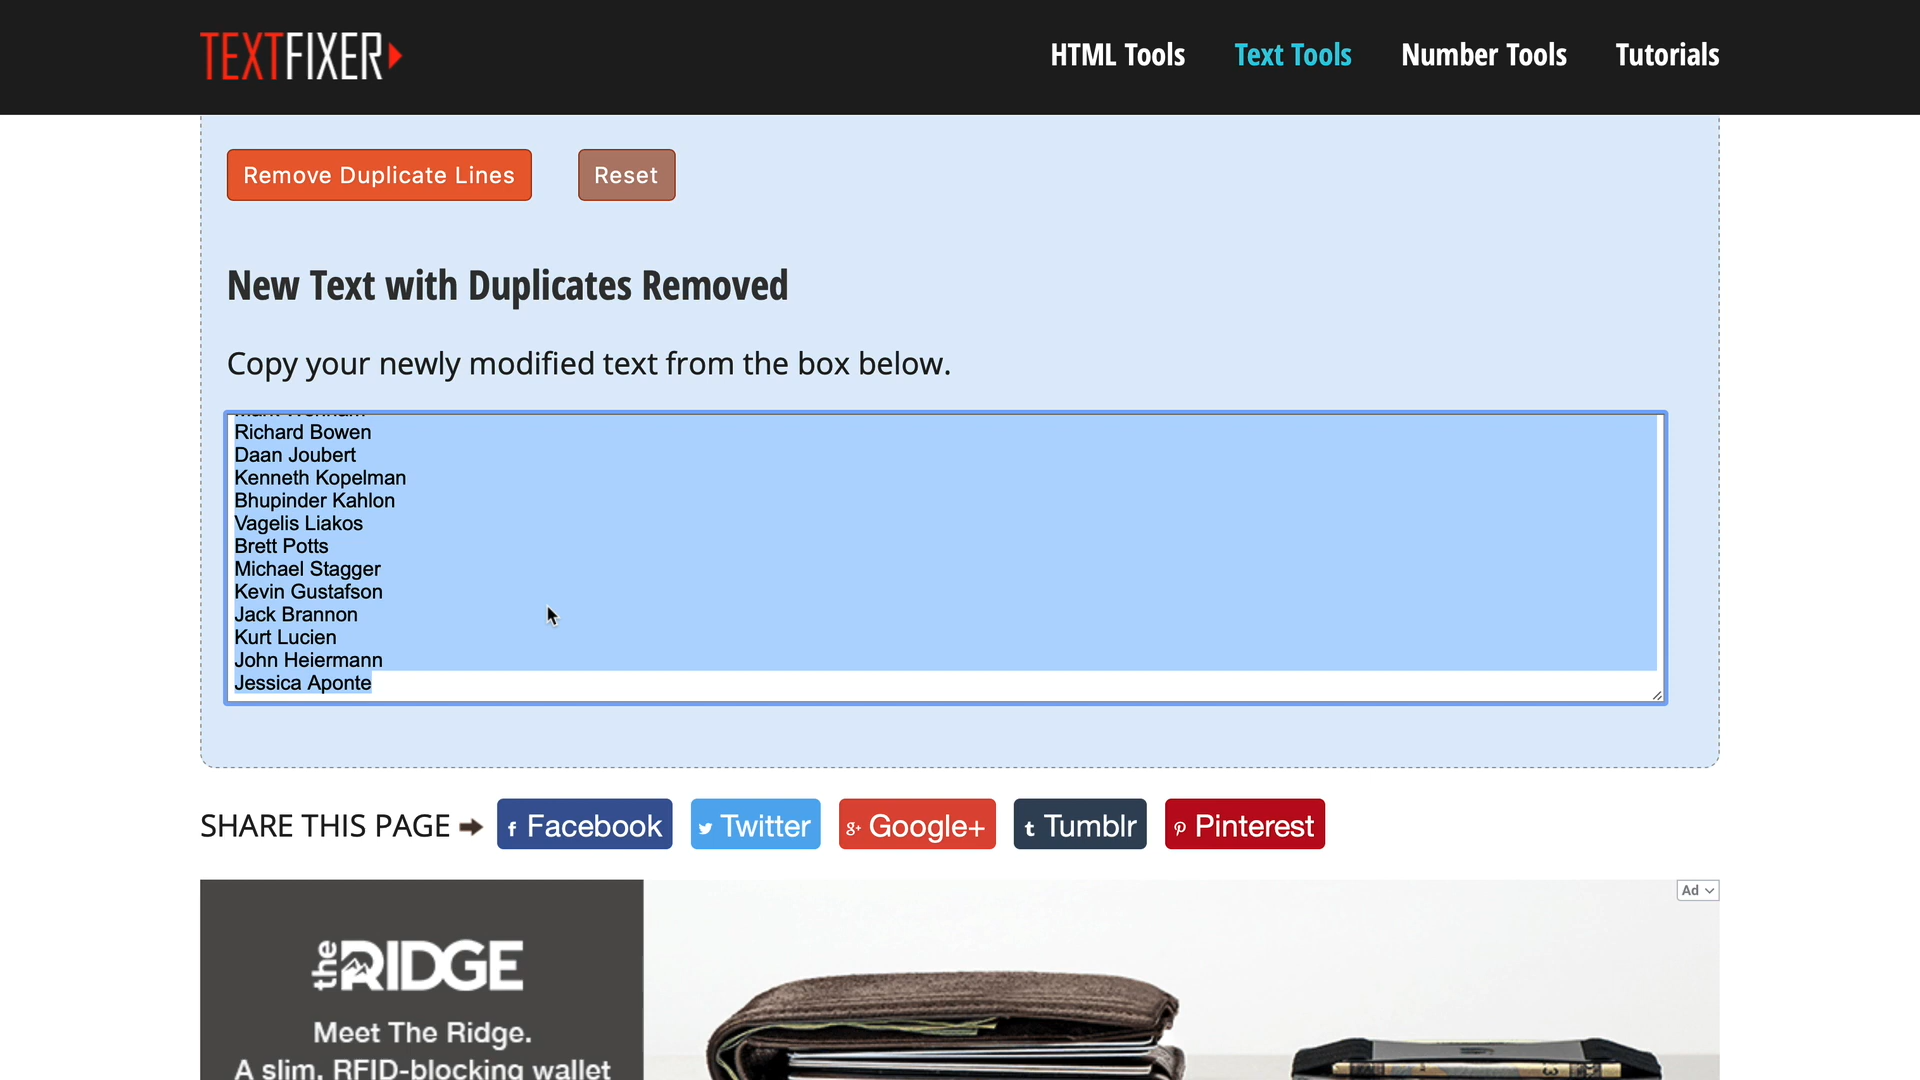 TEXTFIXER
HTML Tools
Text Tools
Number Tools
Tutorials
Remove Duplicate Lines
Reset
New Text with Duplicates Removed
Copy your newly modified text from the box below.
Richard Bowen
Daan Joubert
Kenneth Kopelman
Bhupinder Kahlon
Vagelis Liakos
Brett Potts
Michael Stagger
Kevin Gustafson
Jack Brannon
Kurt Lucien
John Heiermann
Jessica Aponte
SHARE THIS PAGE
Facebook
Twitter
Google+
Tumblr
Pinterest
Ad
the RIDGE
Meet The Ridge.
A slim, RFID-blocking wallet